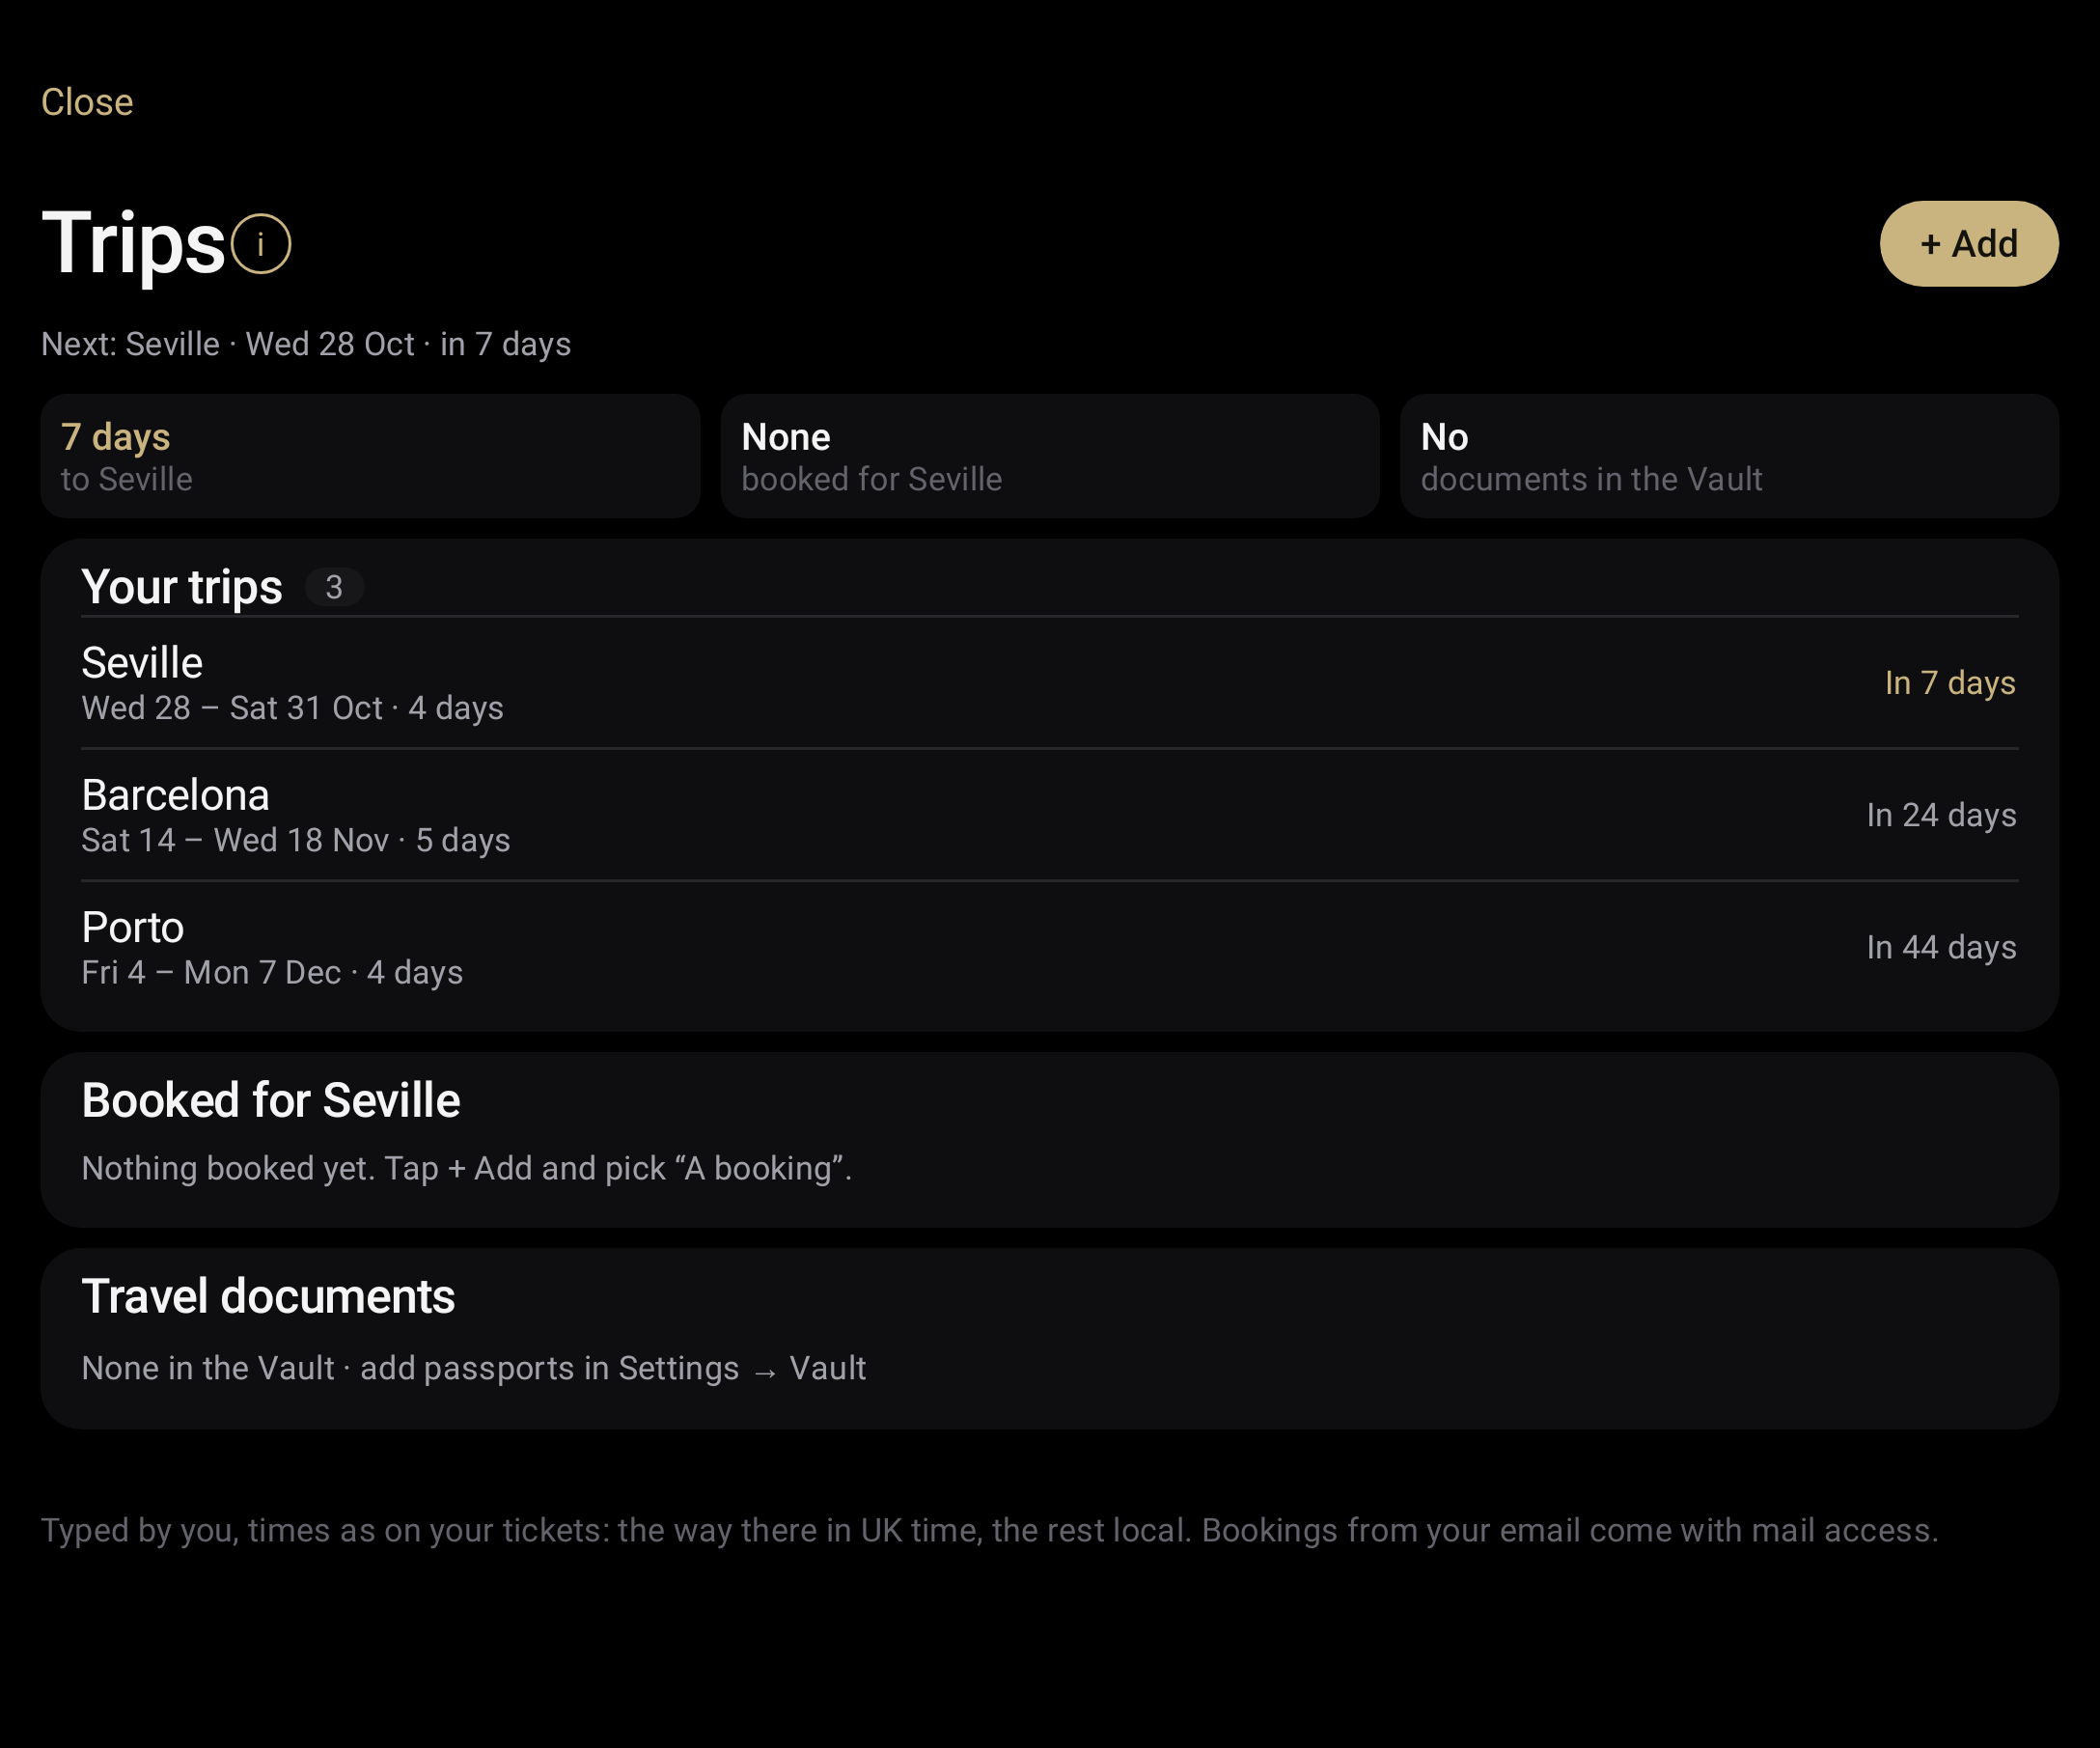 Close
Trips i
+ Add
Next: Seville · Wed 28 Oct · in 7 days
7 days
to Seville
None
booked for Seville
No
documents in the Vault
Your trips 3
Seville
Wed 28 – Sat 31 Oct · 4 days
In 7 days
Barcelona
Sat 14 – Wed 18 Nov · 5 days
In 24 days
Porto
Fri 4 – Mon 7 Dec · 4 days
In 44 days
Booked for Seville
Nothing booked yet. Tap + Add and pick “A booking”.
Travel documents
None in the Vault · add passports in Settings → Vault
Typed by you, times as on your tickets: the way there in UK time, the rest local. Bookings from your email come with mail access.